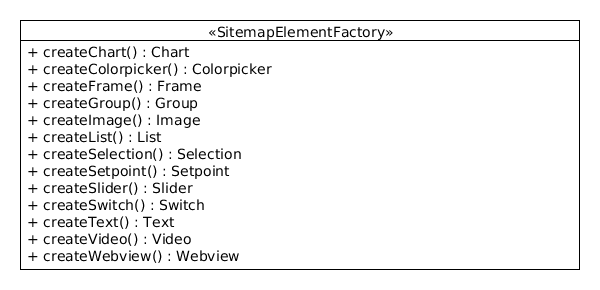 «SitemapElementFactory»
+ createChart() : Chart
+ createColorpicker() : Colorpicker
+ createFrame() : Frame
+ createGroup() : Group
+ createImage() : Image
+ createList() : List
+ createSelection() : Selection
+ createSetpoint() : Setpoint
+ createSlider() : Slider
+ createSwitch() : Switch
+ createText() : Text
+ createVideo() : Video
+ createWebview() : Webview